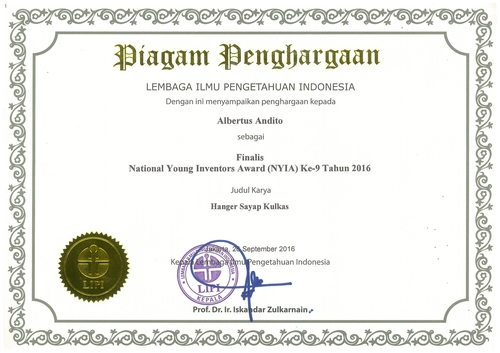 Piagam Penghargaan
LEMBAGA ILMU PENGETAHUAN INDONESIA
Dengan ini menyampaikan penghargaan kepada
Albertus Andito
sebagai
Finalis
National Young Inventors Award (NYIA) Ke-9 Tahun 2016
Judul Karya
Hanger Sayap Kulkas
Jakarta, September 2016
Kepala Lembaga Ilmu Pengetahuan Indonesia
LIPI
LIPI
KEPALA
Prof. Dr. Ir. Iskandar Zulkarnain